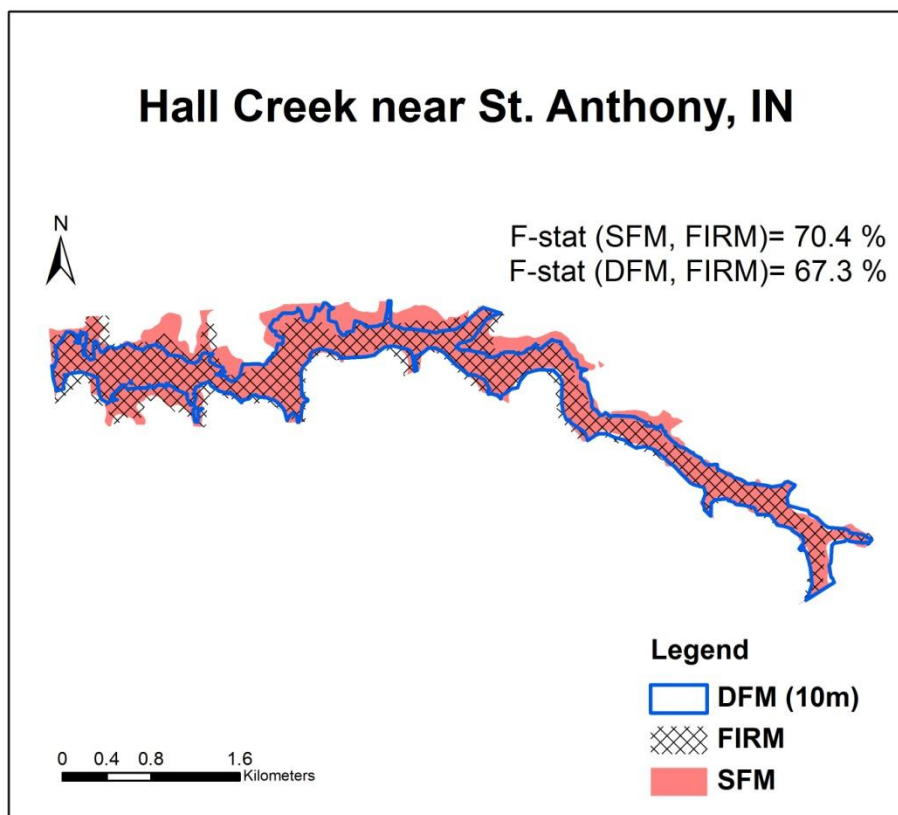 Hall Creek near St. Anthony, IN
N
F-stat (SFM, FIRM)= 70.4 %
F-stat (DFM, FIRM)= 67.3 %
Legend
DFM (10m)
FIRM
SFM
0 0.4 0.8 1.6
Kilometers